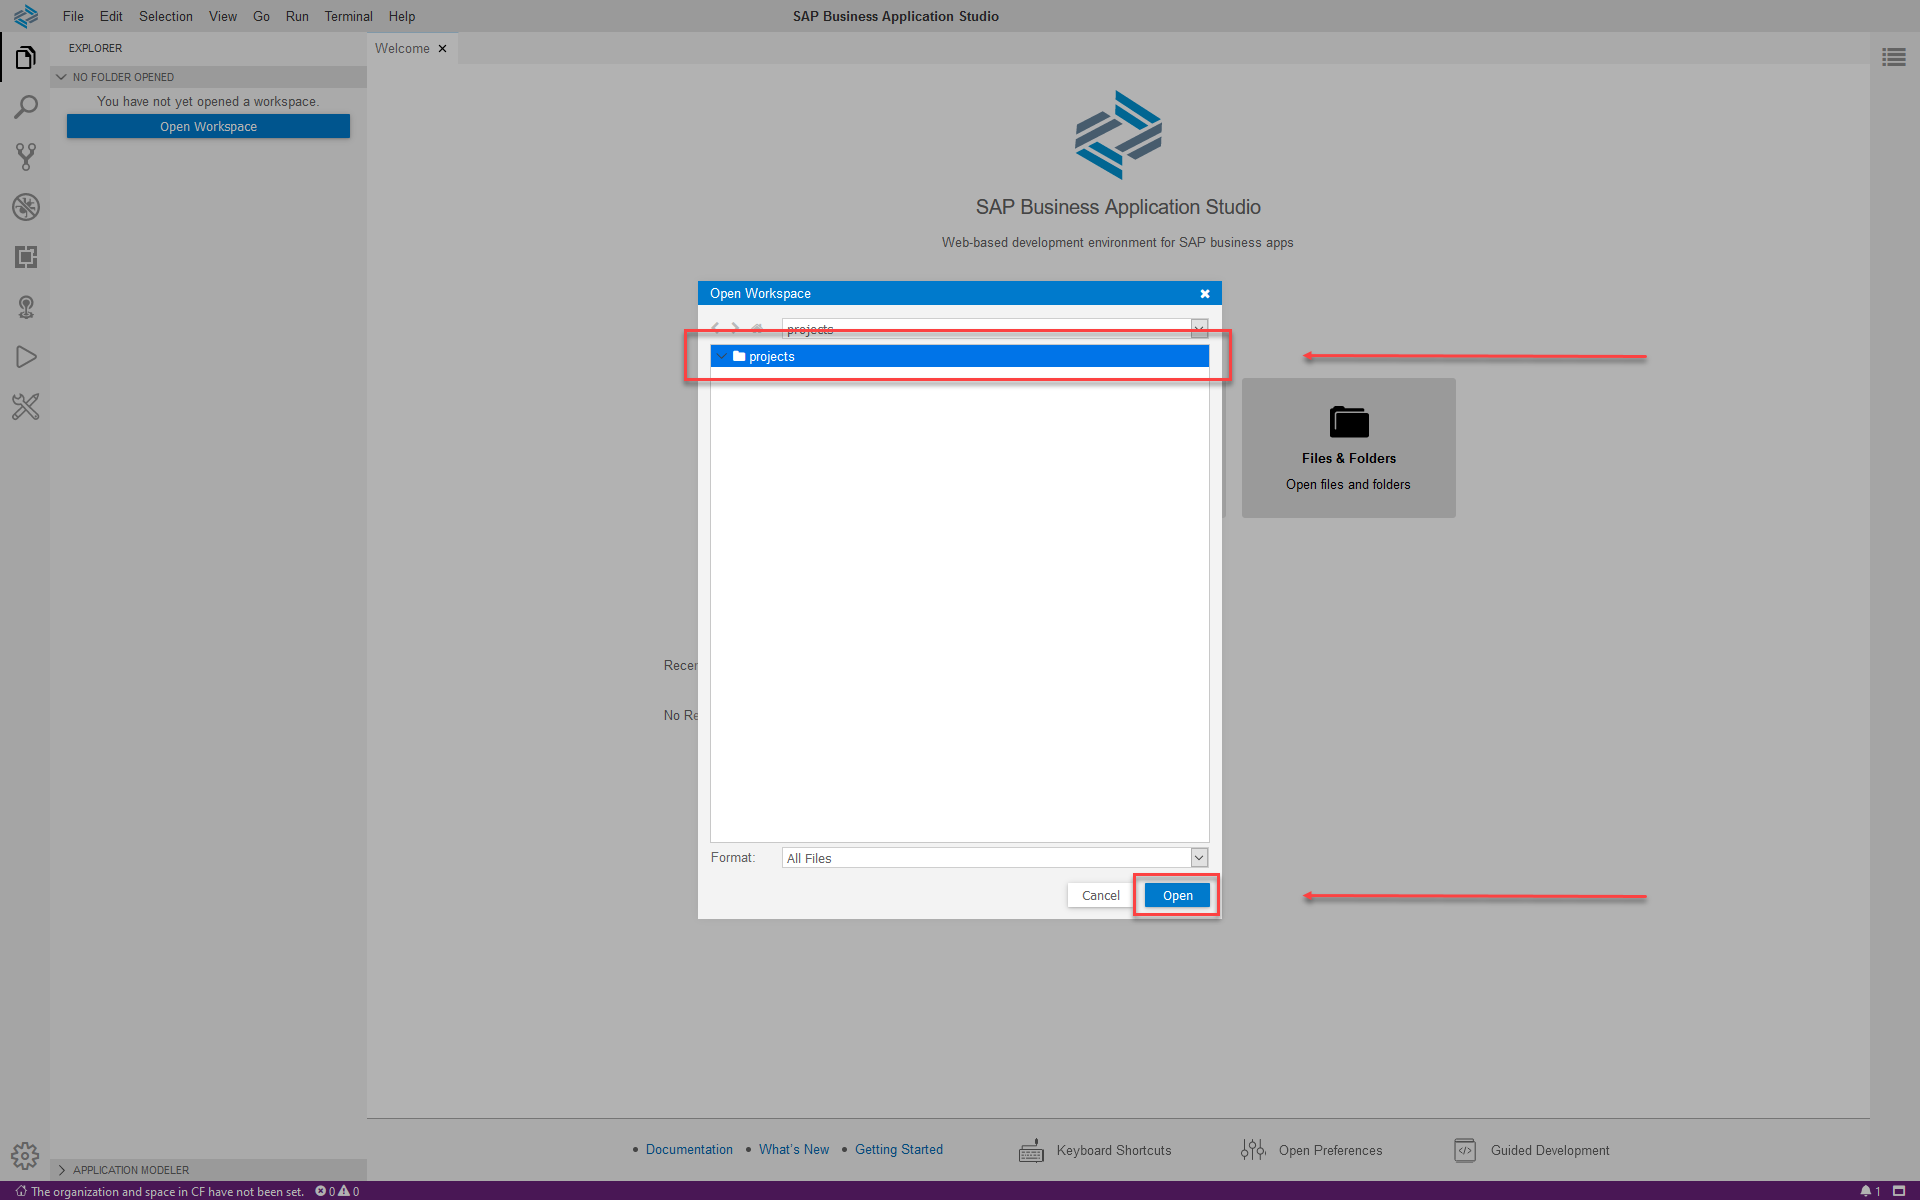 File Edit Selection View Go Run Terminal Help
SAP Business Application Studio
EXPLORER
Welcome
NO FOLDER OPENED
You have not yet opened a workspace.
Open Workspace
SAP Business Application Studio
Web-based development environment for SAP business apps
Open Workspace
projects
projects
Files & Folders
Open files and folders
Recen
No Re
Format:
All Files
Cancel
Open
Documentation
What's New
Getting Started
Keyboard Shortcuts
Open Preferences
Guided Development
APPLICATION MODELER
The organization and space in CF have not been set. 0 0
1